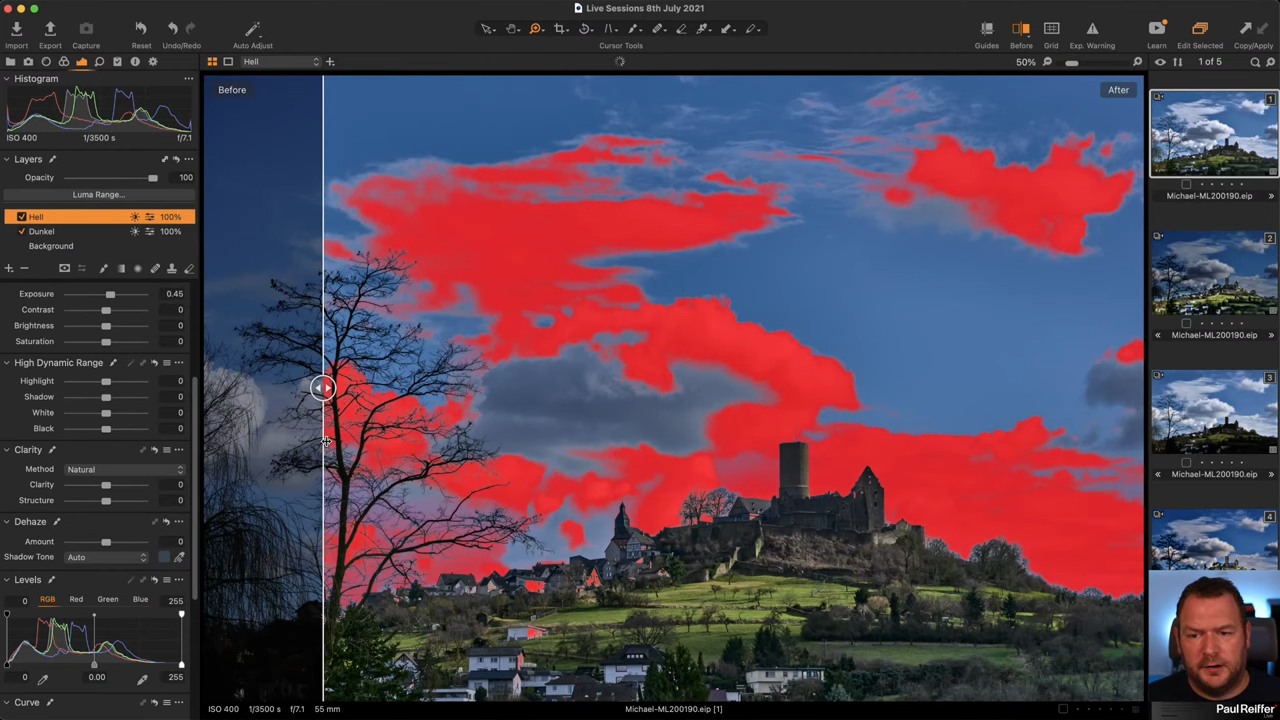 Live Sessions 8th July 2021
Import Export Capture Reset Undo/Redo Auto Adjust Cursor Tools Guides Before Grid Exp. Warning Learn Edit Selected Copy/Apply
Hell 50% 1 of 5
Histogram
ISO 400 1/3500 s f/7.1
Layers
Opacity 100
Luma Range...
Hell 100%
Dunkel 100%
Background
Exposure 0.45
Contrast 0
Brightness 0
Saturation 0
High Dynamic Range
Highlight 0
Shadow 0
White 0
Black 0
Clarity
Method Natural
Clarity 0
Structure 0
Dehaze
Amount 0
Shadow Tone Auto
Levels
0 RGB Red Green Blue 255
0 0.00 255
Curve
Before After
ISO 400 1/3500 s f/7.1 55 mm Michael-ML200190.eip [1]
1
Michael-ML200190.eip
2
Michael-ML200190.eip
3
Michael-ML200190.eip
4
Paul Reiffer
Live